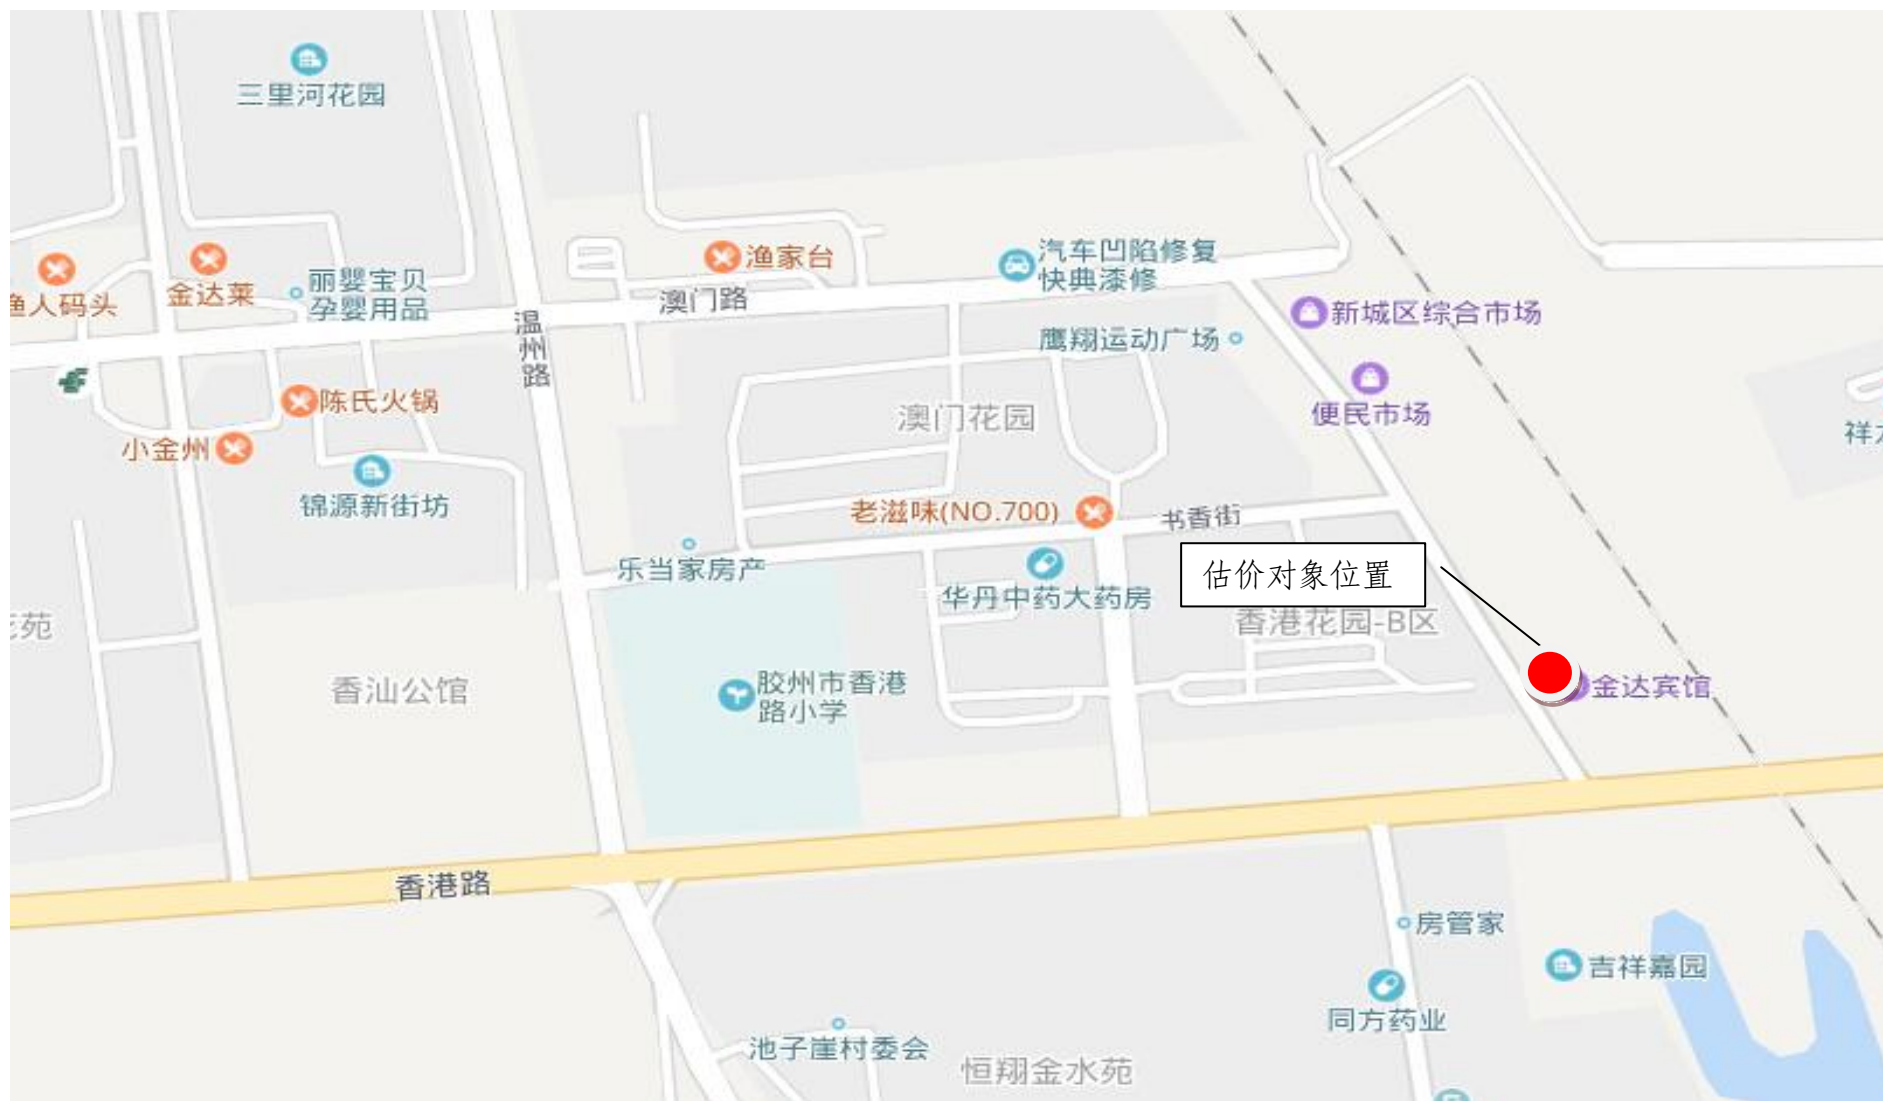 三里河花园
渔家台
汽车凹陷修复
快典漆修
金达莱
丽婴宝贝
孕婴用品
渔人码头
澳门路
温州路
新城区综合市场
鹰翔运动广场
便民市场
陈氏火锅
澳门花园
祥
小金州
锦源新街坊
老滋味(NO.700)
书香街
乐当家房产
华丹中药大药房
估价对象位置
香港花园-B区
苑
香汕公馆
胶州市香港
路小学
金达宾馆
香港路
房管家
吉祥嘉园
同方药业
池子崖村委会
恒翔金水苑